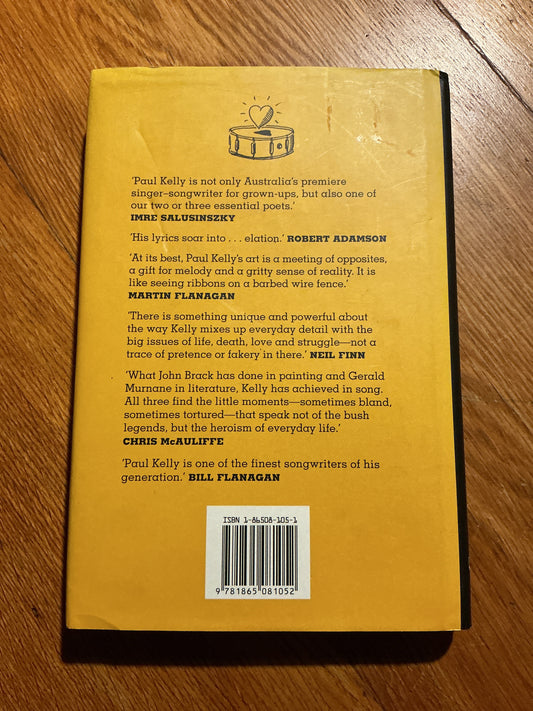 'Paul Kelly is not only Australia's premiere
singer–songwriter for grown-ups, but also one of
our two or three essential poets.'
IMRE SALUSINSZKY
'His lyrics soar into . . . elation.' ROBERT ADAMSON
'At its best, Paul Kelly's art is a meeting of opposites,
a gift for melody and a gritty sense of reality. It is
like seeing ribbons on a barbed wire fence.'
MARTIN FLANAGAN
'There is something unique and powerful about
the way Kelly mixes up everyday detail with the
big issues of life, death, love and struggle—not a
trace of pretence or fakery in there.' NEIL FINN
'What John Brack has done in painting and Gerald
Murnane in literature, Kelly has achieved in song.
All three find the little moments—sometimes bland,
sometimes tortured—that speak not of the bush
legends, but the heroism of everyday life.'
CHRIS McAULIFFE
'Paul Kelly is one of the finest songwriters of his
generation.' BILL FLANAGAN
ISBN 1-86508-105-1
9 781865 081052